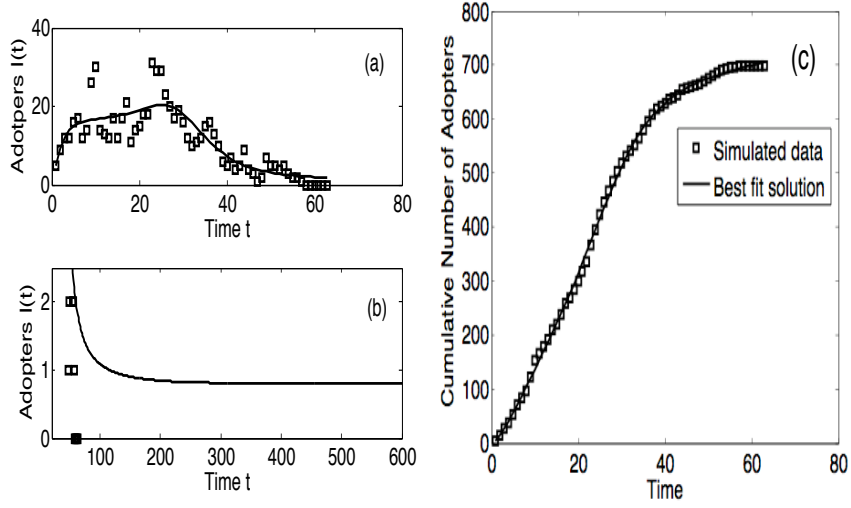 (a)
Adotpers I(t)
40
20
0
0 20 40 60 80
Time t
(b)
Adopters I(t)
2
1
0
100 200 300 400 500 600
Time t
(c)
Cumulative Number of Adopters
800
700
600
500
400
300
200
100
0
0 20 40 60 80
Time
Simulated data
Best fit solution